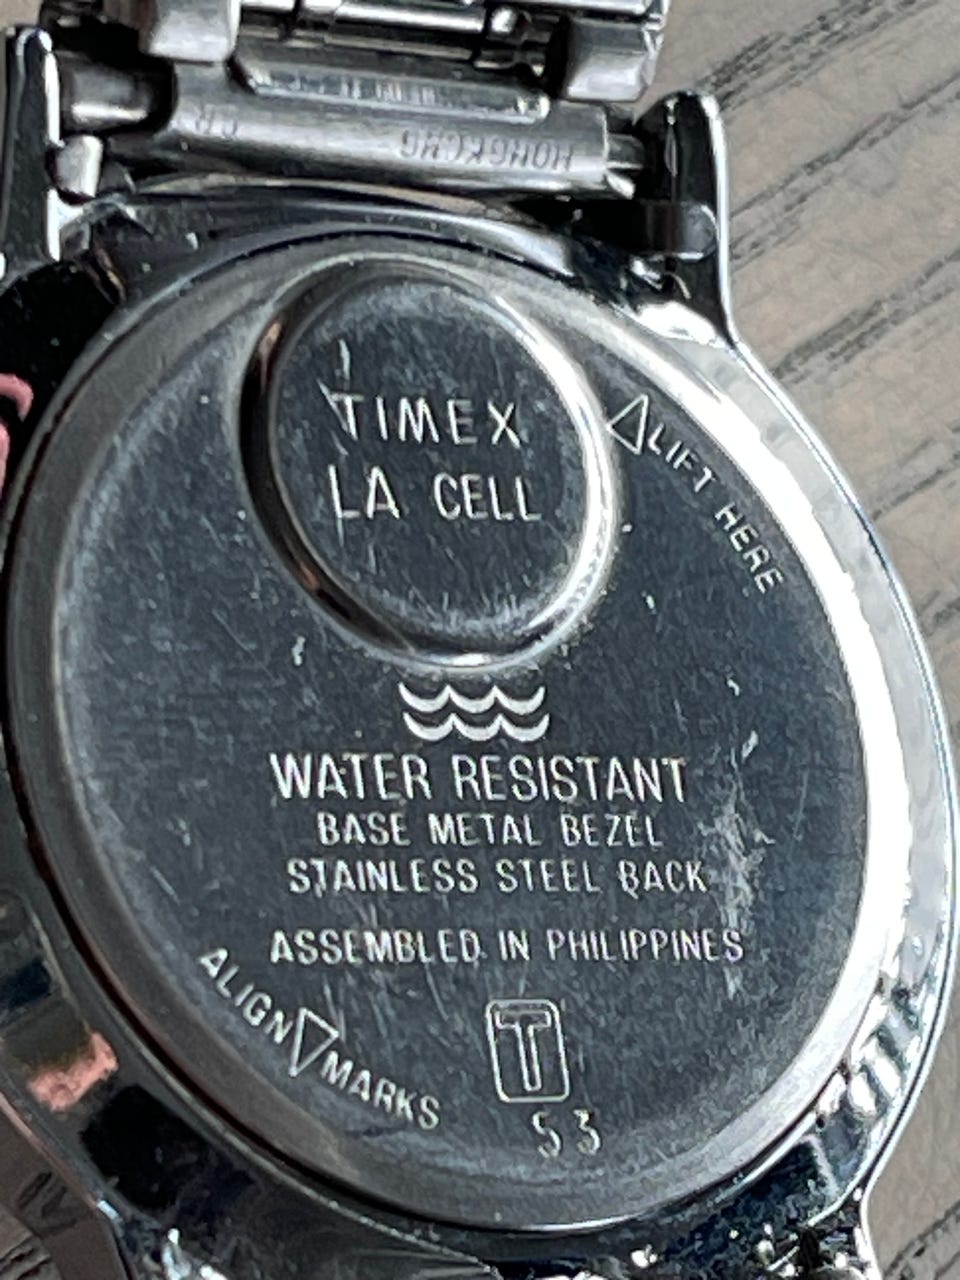 HONGKONG
TIMEX
LA CELL
LIFT HERE
WATER RESISTANT
BASE METAL BEZEL
STAINLESS STEEL BACK
ASSEMBLED IN PHILIPPINES
ALIGN MARKS
T
53